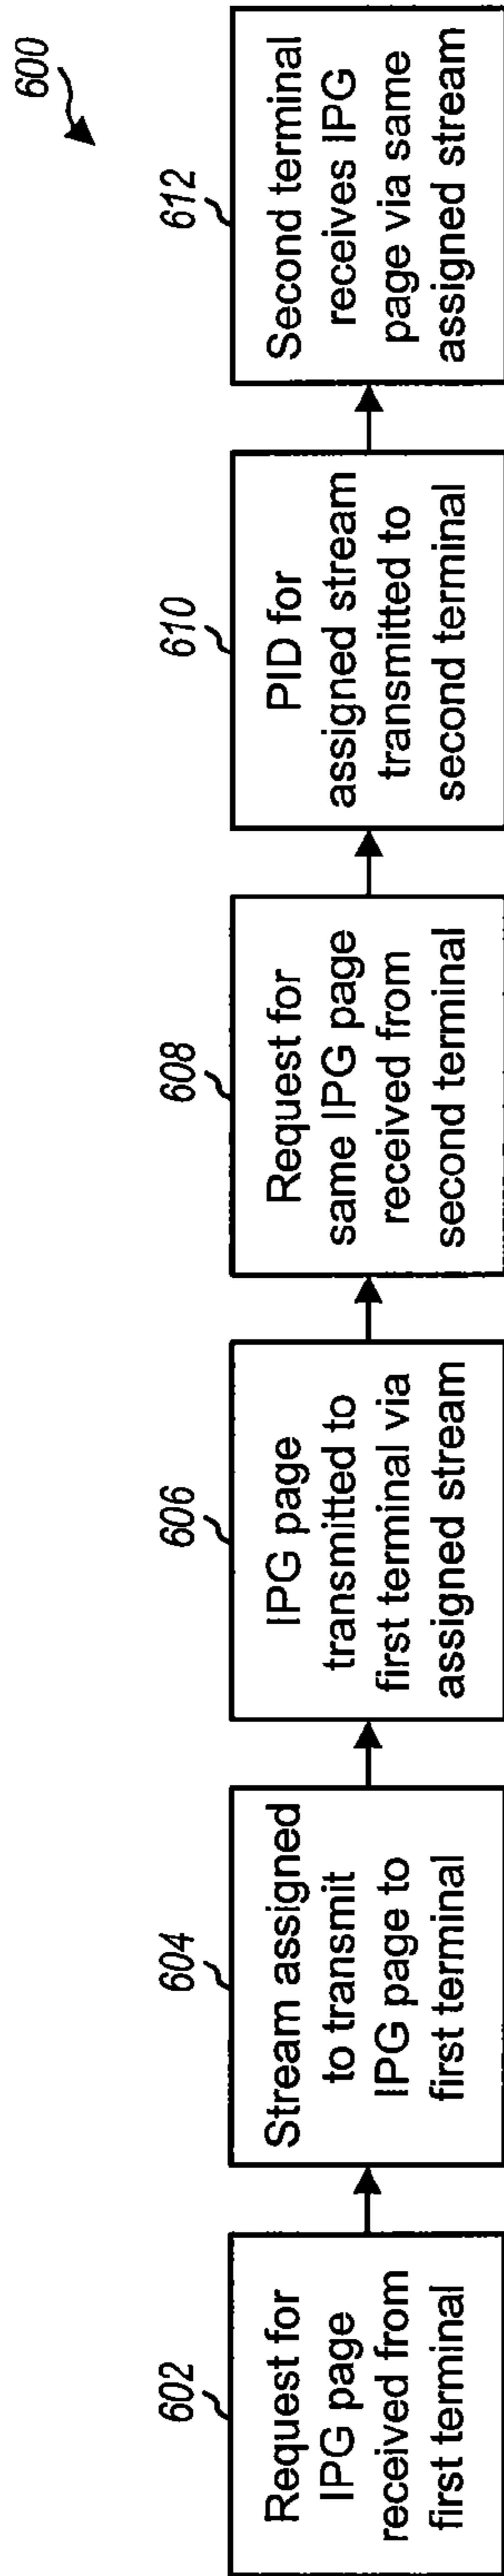 600
602
Request for
IPG page
received from
first terminal
604
Stream assigned
to transmit
IPG page to
first terminal
606
IPG page
transmitted to
first terminal via
assigned stream
608
Request for
same IPG page
received from
second terminal
610
PID for
assigned stream
transmitted to
second terminal
612
Second terminal
receives IPG
page via same
assigned stream